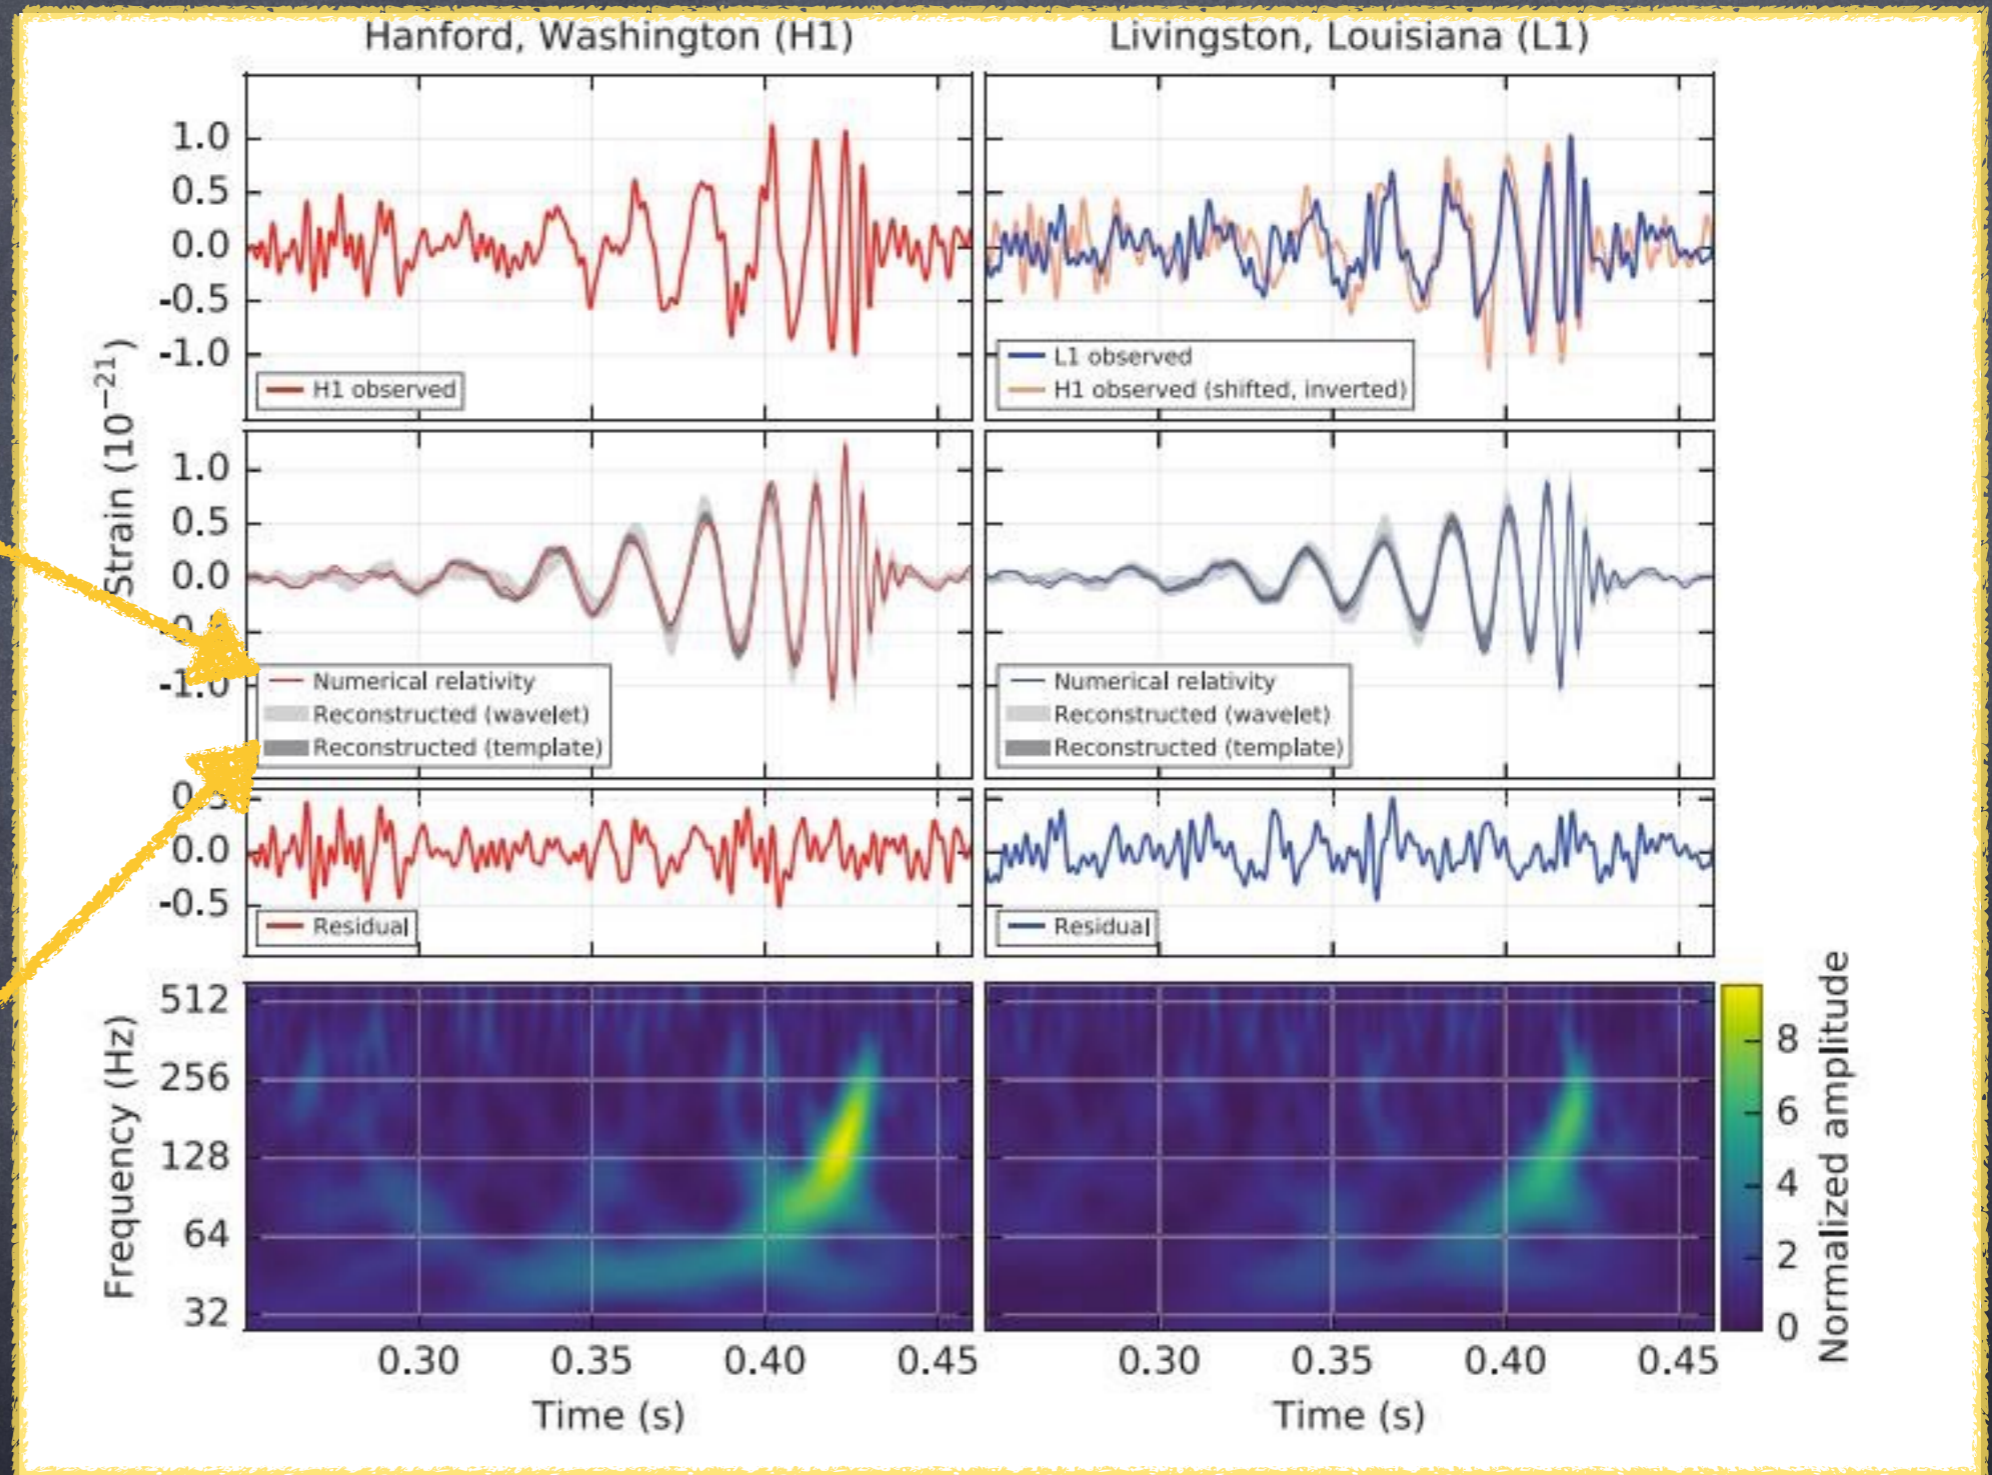 Hanford, Washington (H1)
Livingston, Louisiana (L1)
Strain (10⁻²¹)
1.0
0.5
0.0
-0.5
-1.0
H1 observed
L1 observed
H1 observed (shifted, inverted)
1.0
0.5
0.0
-1.0
Numerical relativity
Reconstructed (wavelet)
Reconstructed (template)
Numerical relativity
Reconstructed (wavelet)
Reconstructed (template)
0.0
-0.5
Residual
Residual
Frequency (Hz)
512
256
128
64
32
0.30 0.35 0.40 0.45
Time (s)
0.30 0.35 0.40 0.45
Time (s)
8
6
4
2
0
Normalized amplitude